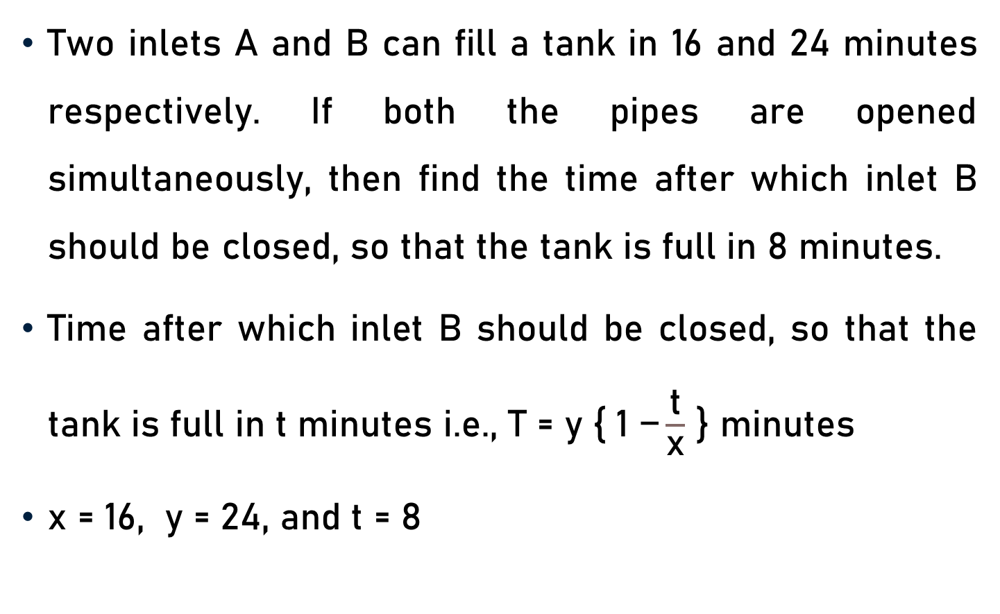 • Two inlets A and B can fill a tank in 16 and 24 minutes
respectively. If both the pipes are opened
simultaneously, then find the time after which inlet B
should be closed, so that the tank is full in 8 minutes.
• Time after which inlet B should be closed, so that the
tank is full in t minutes i.e., T = y { 1 − t/x } minutes
• x = 16, y = 24, and t = 8